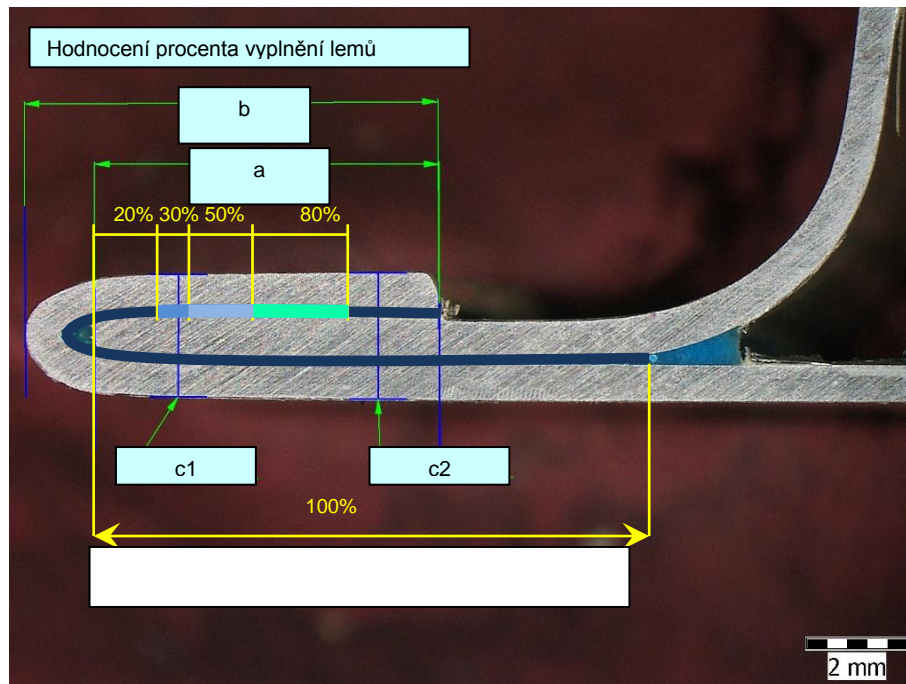 Hodnocení procenta vyplnění lemů
b
a
20% 30% 50% 80%
c1 c2
100%
2 mm